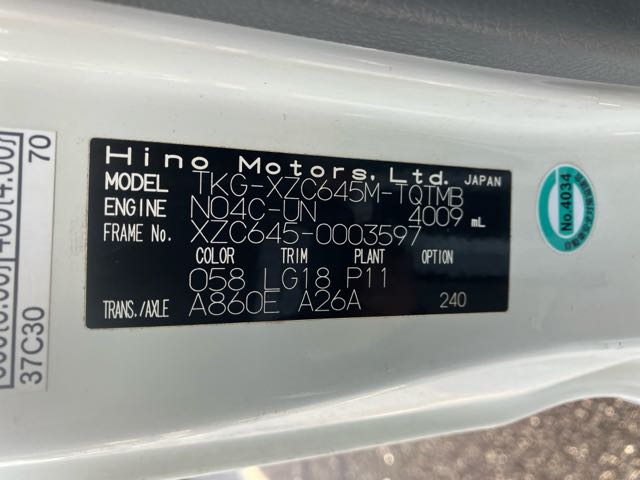 Hino Motors, Ltd. JAPAN
MODEL TKG-XZC645M-TQTMB
ENGINE N04C-UN 4009 mL
FRAME No. XZC645-0003597
COLOR TRIM PLANT OPTION
058 LG18 P11
TRANS./AXLE A860E A26A 240
70
37C30
No.4034